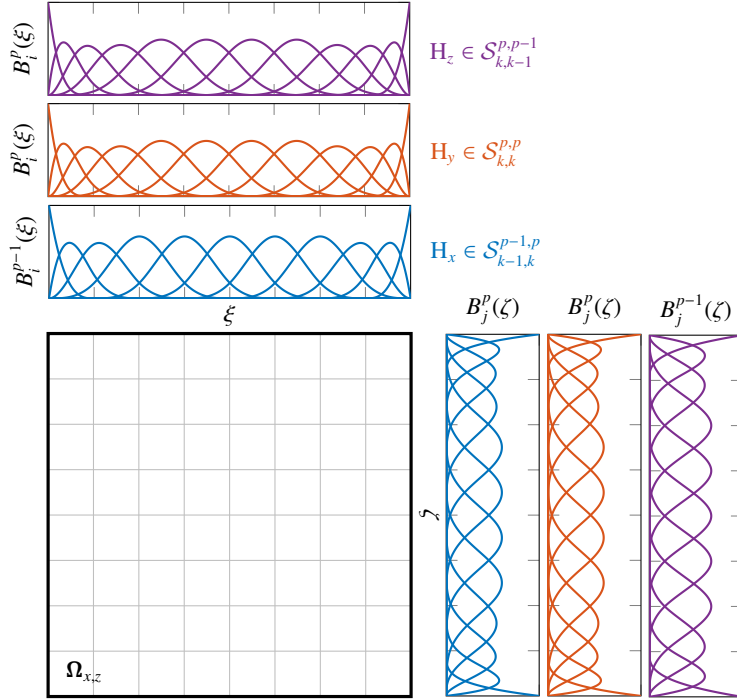 B_i^p(ξ)
H_z ∈ 𝒮_{k,k−1}^{p,p−1}
B_i^p(ξ)
H_y ∈ 𝒮_{k,k}^{p,p}
B_i^{p−1}(ξ)
H_x ∈ 𝒮_{k−1,k}^{p−1,p}
ξ
B_j^p(ζ) B_j^p(ζ) B_j^{p−1}(ζ)
ζ
Ω_{x,z}